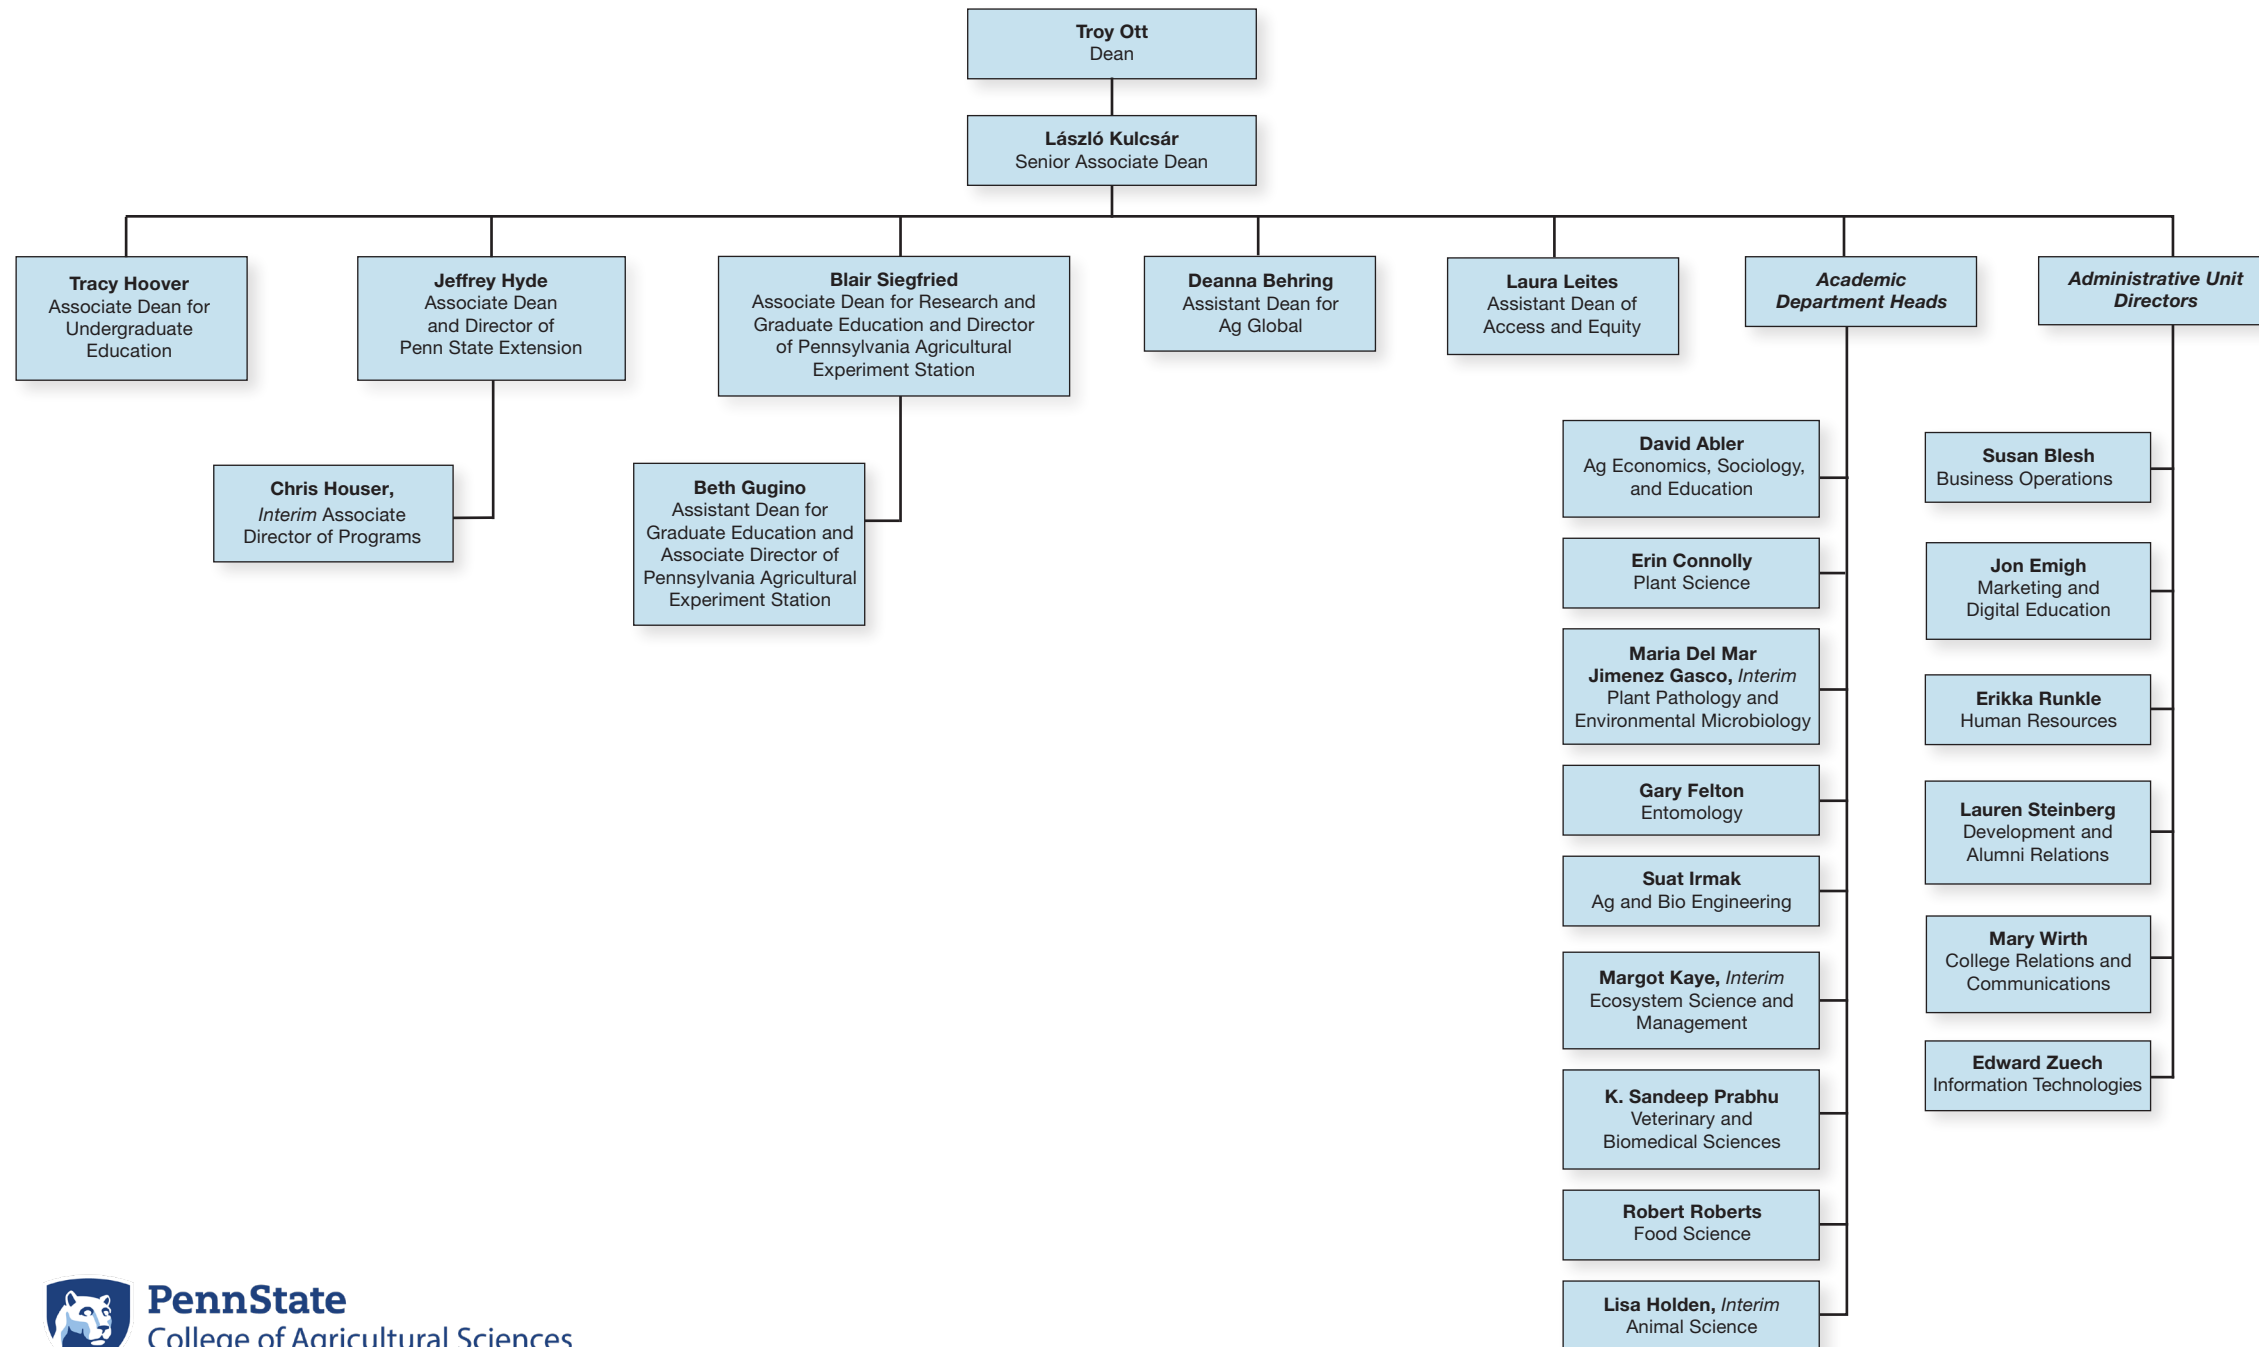 Troy Ott
Dean
László Kulcsár
Senior Associate Dean
Tracy Hoover
Associate Dean for
Undergraduate
Education
Jeffrey Hyde
Associate Dean
and Director of
Penn State Extension
Blair Siegfried
Associate Dean for Research and
Graduate Education and Director
of Pennsylvania Agricultural
Experiment Station
Deanna Behring
Assistant Dean for
Ag Global
Laura Leites
Assistant Dean of
Access and Equity
Academic
Department Heads
Administrative Unit
Directors
Chris Houser,
Interim Associate
Director of Programs
Beth Gugino
Assistant Dean for
Graduate Education and
Associate Director of
Pennsylvania Agricultural
Experiment Station
David Abler
Ag Economics, Sociology,
and Education
Erin Connolly
Plant Science
Maria Del Mar
Jimenez Gasco, Interim
Plant Pathology and
Environmental Microbiology
Gary Felton
Entomology
Suat Irmak
Ag and Bio Engineering
Margot Kaye, Interim
Ecosystem Science and
Management
K. Sandeep Prabhu
Veterinary and
Biomedical Sciences
Robert Roberts
Food Science
Lisa Holden, Interim
Animal Science
Susan Blesh
Business Operations
Jon Emigh
Marketing and
Digital Education
Erikka Runkle
Human Resources
Lauren Steinberg
Development and
Alumni Relations
Mary Wirth
College Relations and
Communications
Edward Zuech
Information Technologies
PennState
College of Agricultural Sciences